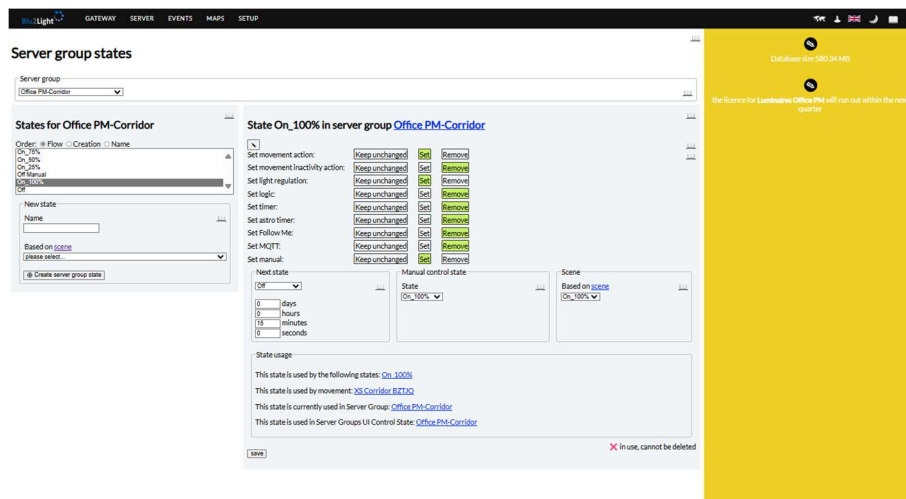 Blu2Light
GATEWAY SERVER EVENTS MAPS SETUP
Server group states
Server group
Office PM-Corridor
States for Office PM-Corridor
Order: Flow Creation Name
On_75%
On_50%
On_25%
Off Manual
On_100%
Off
New state
Name
Based on scene
please select...
Create server group state
State On_100% in server group Office PM-Corridor
Set movement action: Keep unchanged Set Remove
Set movement inactivity action: Keep unchanged Set Remove
Set light regulation: Keep unchanged Set Remove
Set logic: Keep unchanged Set Remove
Set timer: Keep unchanged Set Remove
Set astro timer: Keep unchanged Set Remove
Set Follow Me: Keep unchanged Set Remove
Set MQTT: Keep unchanged Set Remove
Set manual: Keep unchanged Set Remove
Next state
Off
0 days
0 hours
15 minutes
0 seconds
Manual control state
State
On_100%
Scene
Based on scene
On_100%
State usage
This state is used by the following states: On_100%
This state is used by movement: XS Corridor BZTJO
This state is currently used in Server Group: Office PM-Corridor
This state is used in Server Groups UI Control State: Office PM-Corridor
save
in use, cannot be deleted
Database size 580.34 MB
the licence for Luminaires Office PM will run out within the next
quarter